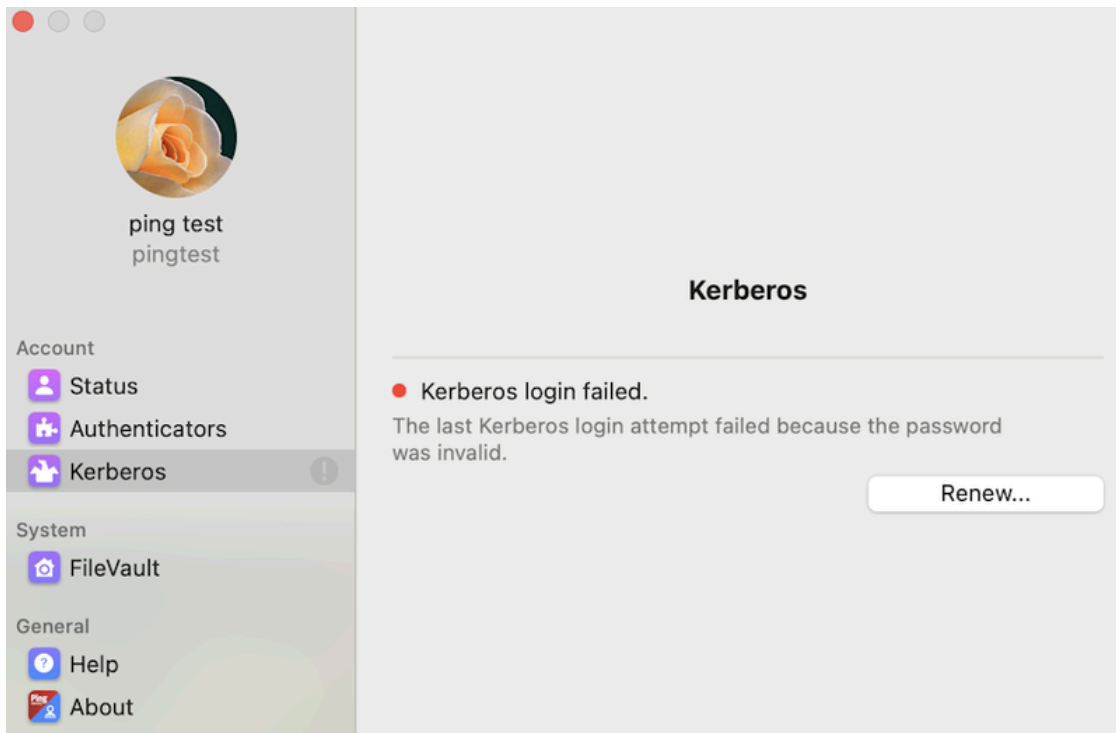 ping test
pingtest
Account
Status
Authenticators
Kerberos
System
FileVault
General
Help
Ping
About
Kerberos
Kerberos login failed.
The last Kerberos login attempt failed because the password
was invalid.
Renew...